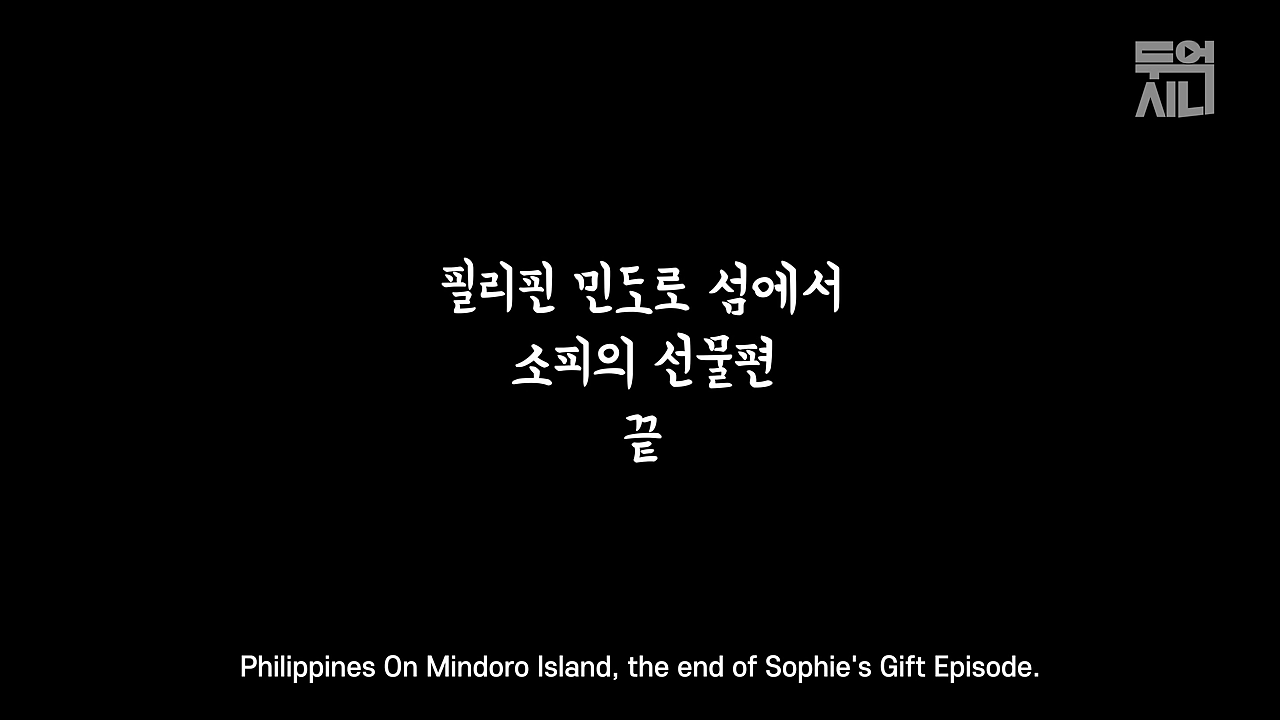 두억
시니
필리핀 민도로 섬에서
소피의 선물편
끝
Philippines On Mindoro Island, the end of Sophie's Gift Episode.